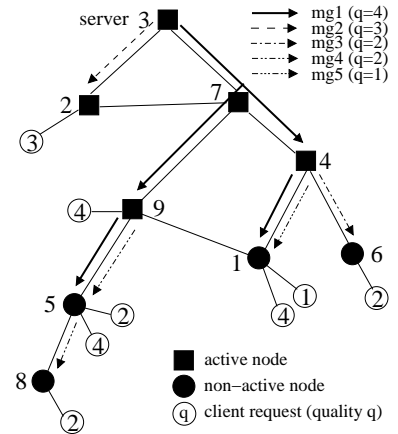 server 3
mg1 (q=4)
mg2 (q=3)
mg3 (q=2)
mg4 (q=2)
mg5 (q=1)
2
7
3
4
4
9
1
6
1
2
4
5
2
4
8
2
active node
non−active node
q client request (quality q)